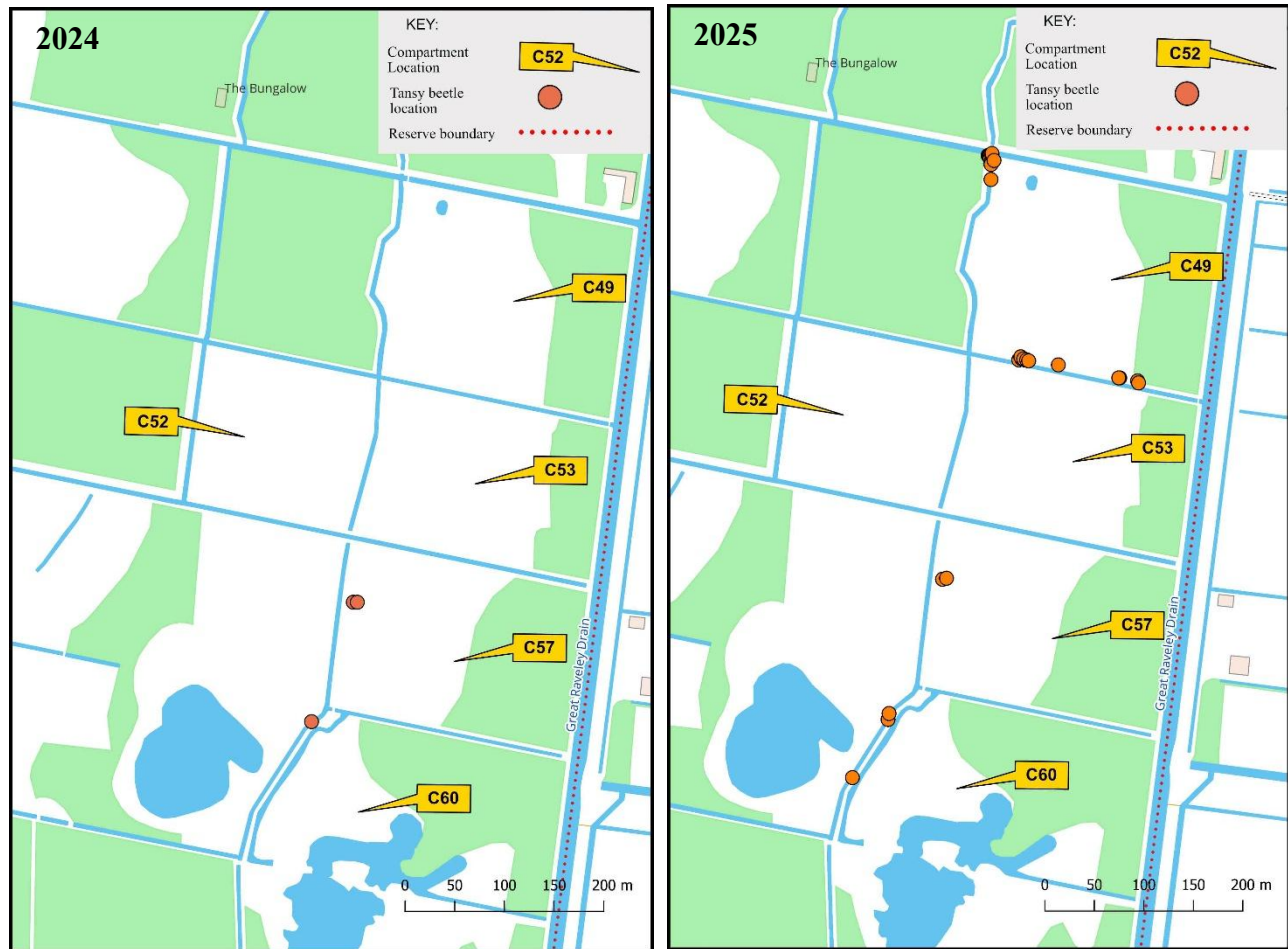 2024
KEY:
Compartment
Location
C52
Tansy beetle
location
Reserve boundary
The Bungalow
C49
C52
C53
C57
Great Raveley Drain
C60
0 50 100 150 200 m
2025
KEY:
Compartment
Location
C52
Tansy beetle
location
Reserve boundary
The Bungalow
C49
C52
C53
C57
Great Raveley Drain
C60
0 50 100 150 200 m